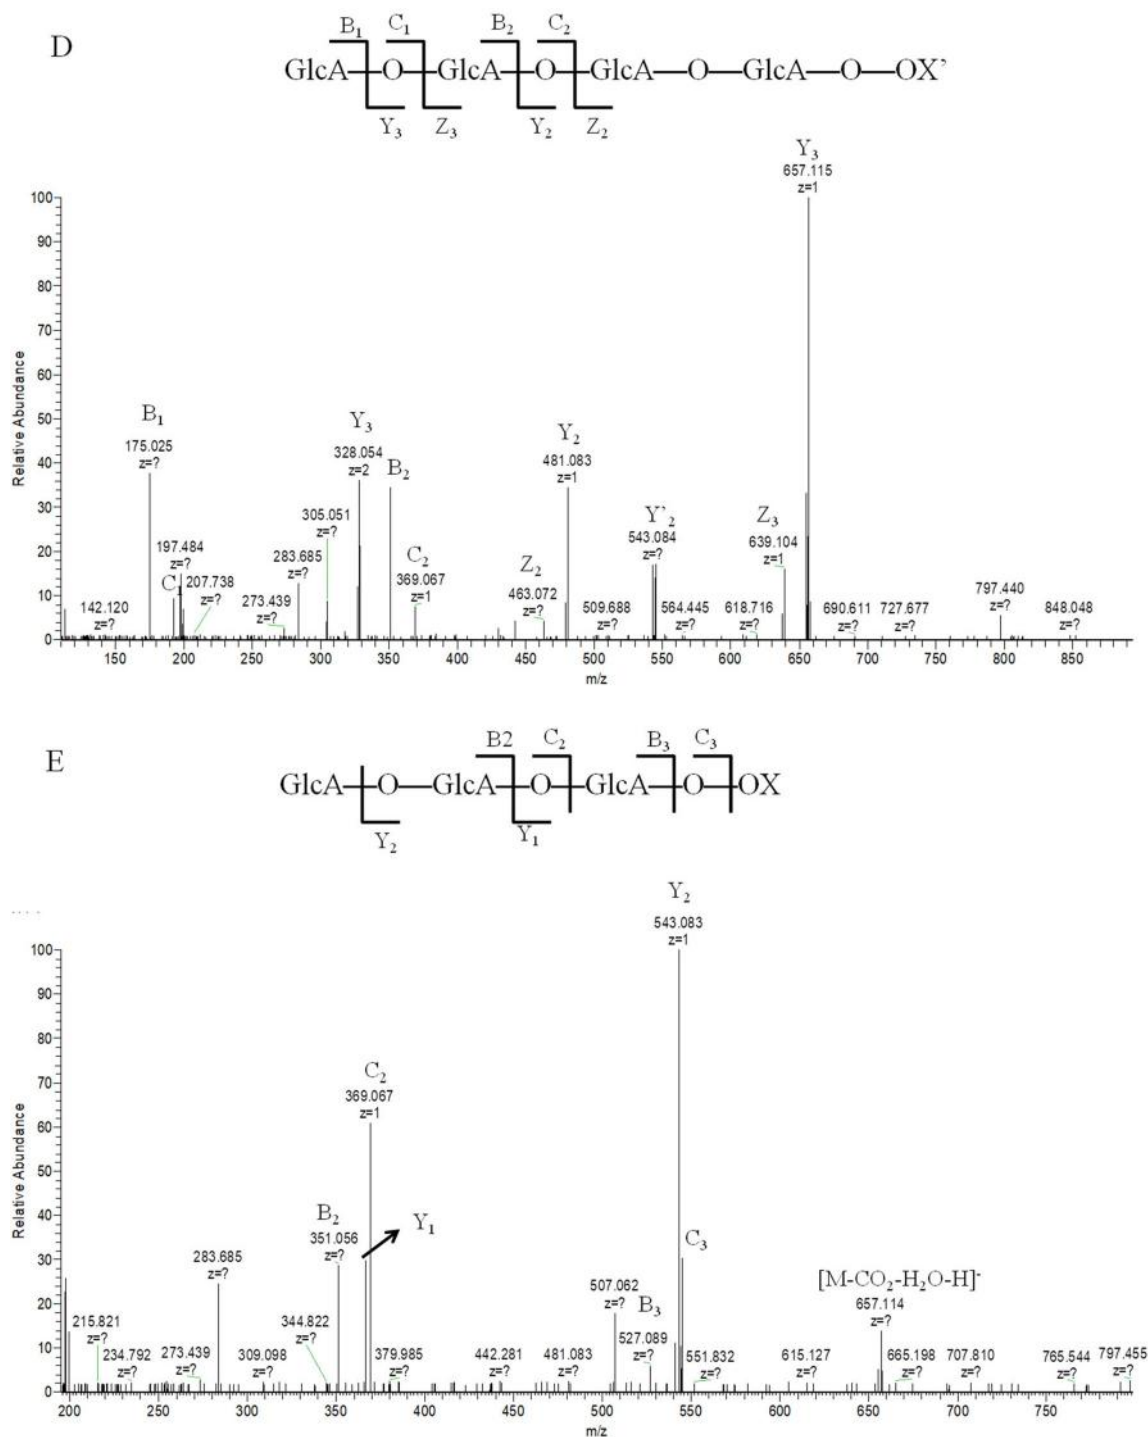 D
B₁ C₁ B₂ C₂
GlcA—O—GlcA—O—GlcA—O—GlcA—O—OX’
Y₃ Z₃ Y₂ Z₂
Y₃
657.115
z=1
B₁
175.025
z=?
Y₃
328.054
z=2
B₂
Y₂
481.083
z=1
Y’₂
543.084
z=?
Z₃
639.104
z=1
305.051
z=?
283.685
z=?
C₂
369.067
z=1
Z₂
463.072
z=?
197.484
z=?
C₁
207.738
z=?
273.439
z=?
142.120
z=?
509.688
z=?
564.445
z=?
618.716
z=?
690.611
z=?
727.677
z=?
797.440
z=?
848.048
z=?
Relative Abundance
100
90
80
70
60
50
40
30
20
10
0
150 200 250 300 350 400 450 500 550 600 650 700 750 800 850
m/z
E
B2 C₂ B₃ C₃
GlcA—O—GlcA—O—GlcA—O—OX
Y₂ Y₁
Y₂
543.083
z=1
C₂
369.067
z=1
B₂
351.056
z=?
Y₁
C₃
283.685
z=?
[M-CO₂-H₂O-H]⁻
657.114
z=?
507.062
z=?
B₃
527.089
z=?
215.821
z=?
234.792
z=?
273.439
z=?
309.098
z=?
344.822
z=?
379.985
z=?
442.281
z=?
481.083
z=?
551.832
z=?
615.127
z=?
665.198
z=?
707.810
z=?
765.544
z=?
797.455
z=?
Relative Abundance
100
90
80
70
60
50
40
30
20
10
0
200 250 300 350 400 450 500 550 600 650 700 750
m/z